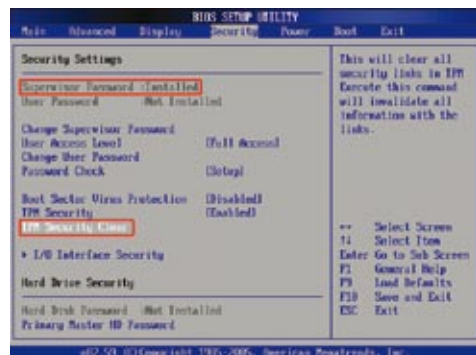 BIOS SETUP UTILITY
Main Advanced Display Security Power Boot Exit
Security Settings
Supervisor Password :Installed
User Password :Not Installed
Change Supervisor Password
User Access Level [Full Access]
Change User Password
Password Check [Setup]
Boot Sector Virus Protection [Disabled]
TPM Security [Enabled]
TPM Security Clear
I/O Interface Security
Hard Drive Security
Hard Disk Password :Not Installed
Primary Master HD Password
This will clear all
security links in TPM
Execute this command
will invalidate all
information with the
links.
↔ Select Screen
↑↓ Select Item
Enter Go to Sub Screen
F1 General Help
F9 Load Defaults
F10 Save and Exit
ESC Exit
v02.59 (C)Copyright 1985-2005, American Megatrends, Inc.